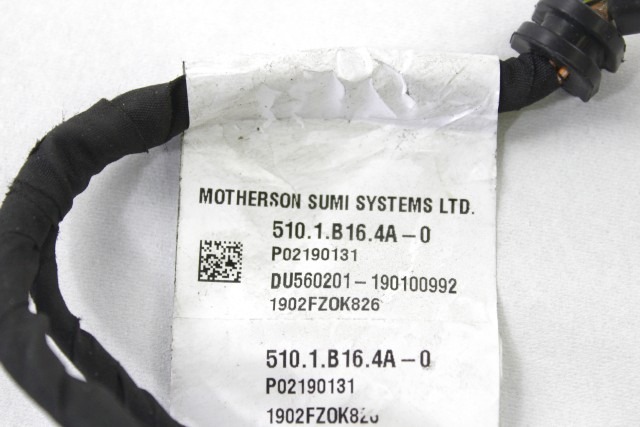 MOTHERSON SUMI SYSTEMS LTD.
510.1.B16.4A-0
P02190131
DU560201-190100992
1902FZOK826
510.1.B16.4A-0
P02190131
1902FZOK826